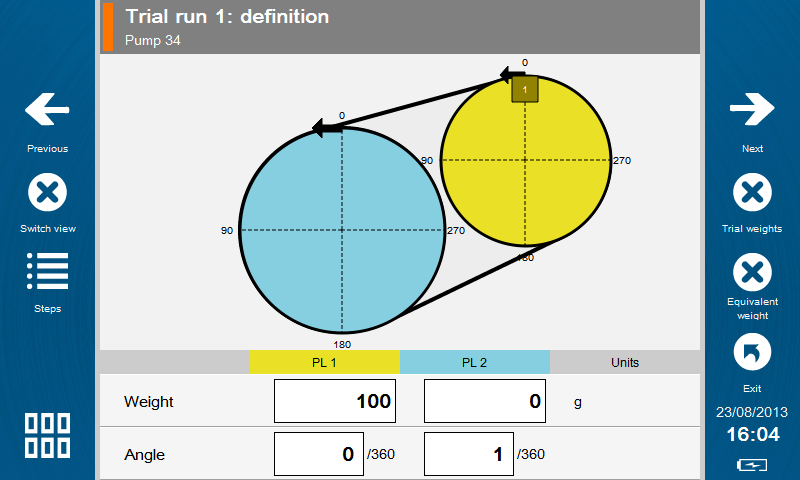 Trial run 1: definition
Pump 34
Previous
Switch view
Steps
0
1
90
270
180
0
90
270
180
PL 1 PL 2 Units
Weight 100 0 g
Angle 0 /360 1 /360
Next
Trial weights
Equivalent
weight
Exit
23/08/2013
16:04